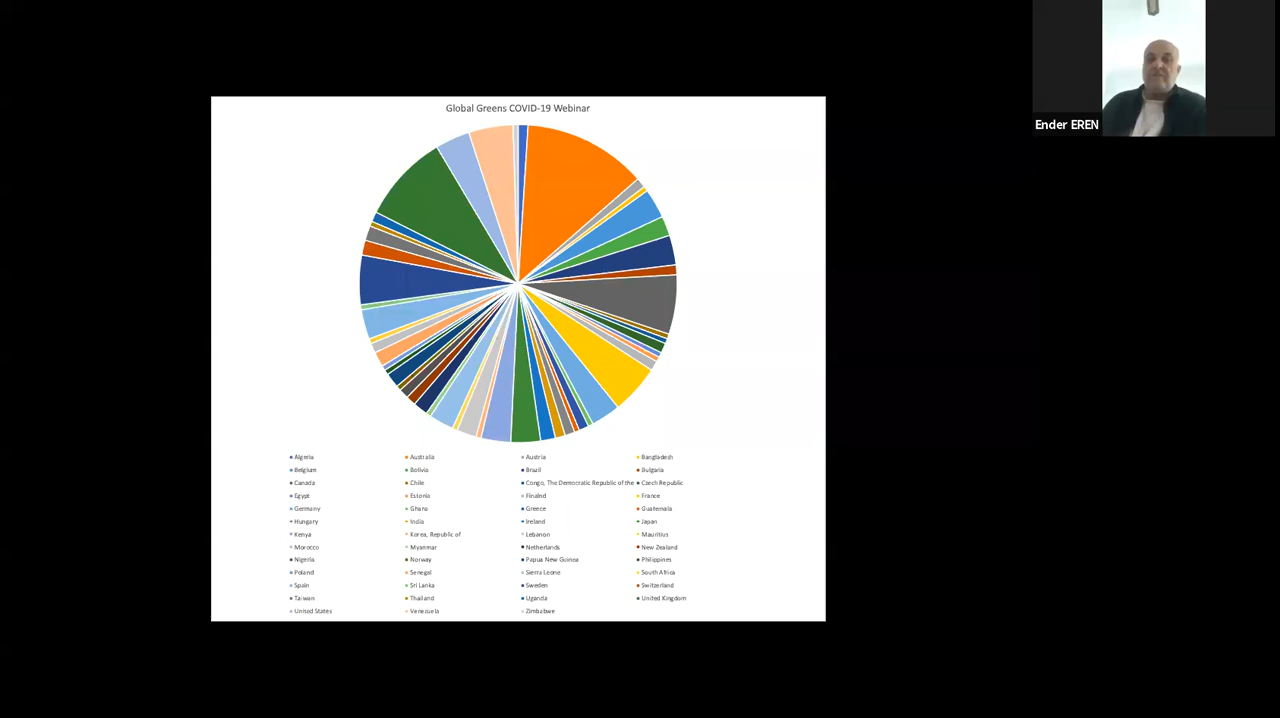 Ender EREN
Global Greens COVID-19 Webinar
Algeria Australia Austria Bangladesh
Belgium Bolivia Brazil Bulgaria
Canada Chile Congo, The Democratic Republic of the Czech Republic
Egypt Estonia Finalnd France
Germany Ghana Greece Guatemala
Hungary India Ireland Japan
Kenya Korea, Republic of Lebanon Mauritius
Morocco Myanmar Netherlands New Zealand
Nigeria Norway Papua New Guinea Philippines
Poland Senegal Sierra Leone South Africa
Spain Sri Lanka Sweden Switzerland
Taiwan Thailand Uganda United Kingdom
United States Venezuela Zimbabwe